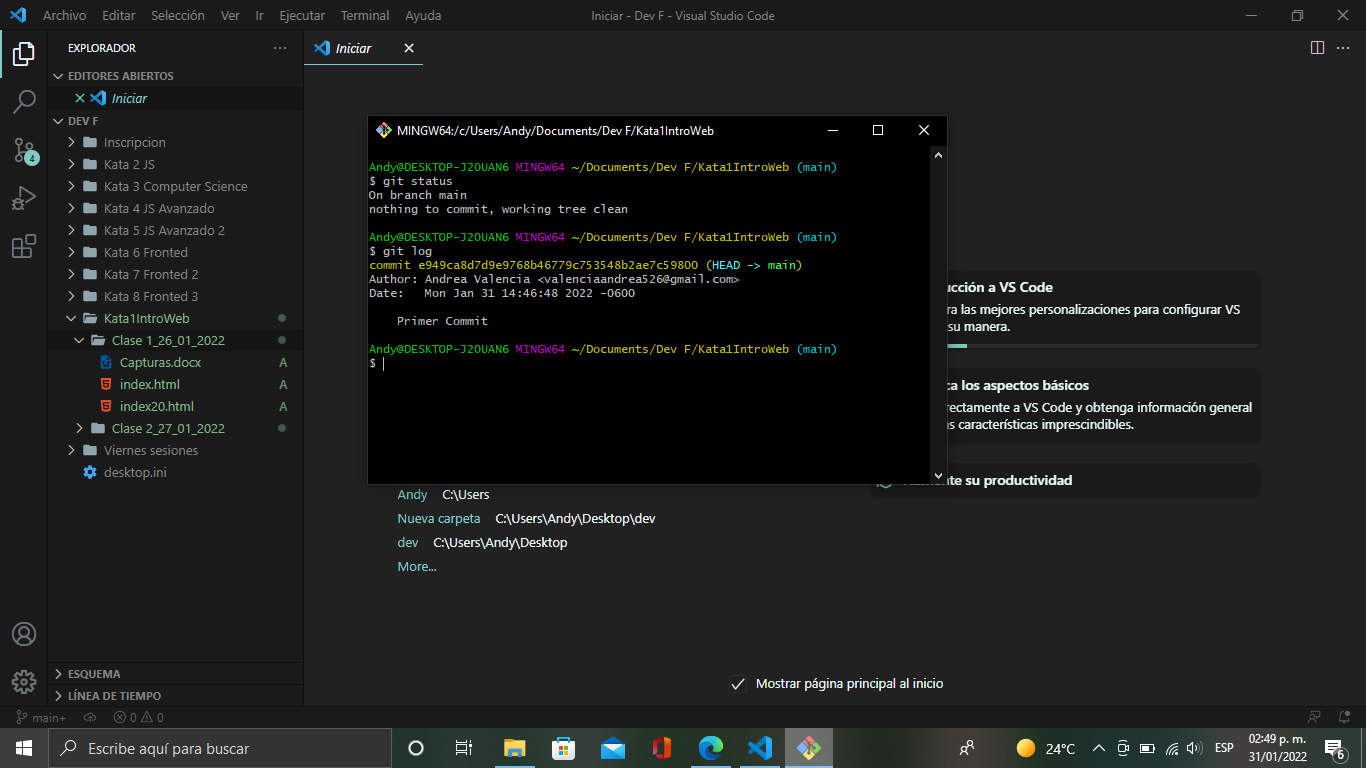 Archivo Editar Selección Ver Ir Ejecutar Terminal Ayuda
Iniciar - Dev F - Visual Studio Code
EXPLORADOR
EDITORES ABIERTOS
Iniciar
DEV F
Inscripcion
Kata 2 JS
Kata 3 Computer Science
Kata 4 JS Avanzado
Kata 5 JS Avanzado 2
Kata 6 Fronted
Kata 7 Fronted 2
Kata 8 Fronted 3
Kata1IntroWeb
Clase 1_26_01_2022
Capturas.docx A
index.html A
index20.html A
Clase 2_27_01_2022
Viernes sesiones
desktop.ini
ESQUEMA
LÍNEA DE TIEMPO
4
Iniciar
MINGW64:/c/Users/Andy/Documents/Dev F/Kata1IntroWeb
Andy@DESKTOP-J2OUAN6 MINGW64 ~/Documents/Dev F/Kata1IntroWeb (main)
$ git status
On branch main
nothing to commit, working tree clean
Andy@DESKTOP-J2OUAN6 MINGW64 ~/Documents/Dev F/Kata1IntroWeb (main)
$ git log
commit e949ca8d7d9e9768b46779c753548b2ae7c59800 (HEAD -> main)
Author: Andrea Valencia <valenciaandrea526@gmail.com>
Date: Mon Jan 31 14:46:48 2022 -0600
Primer Commit
Andy@DESKTOP-J2OUAN6 MINGW64 ~/Documents/Dev F/Kata1IntroWeb (main)
$
a VS Code
las mejores personalizaciones para configurar VS
su manera.
los aspectos básicos
a VS Code y obtenga información general
características imprescindibles.
su productividad
Andy C:\Users
Nueva carpeta C:\Users\Andy\Desktop\dev
dev C:\Users\Andy\Desktop
More...
Mostrar página principal al inicio
main+ 0 0
Escribe aquí para buscar
24°C
ESP
02:49 p. m.
31/01/2022
6